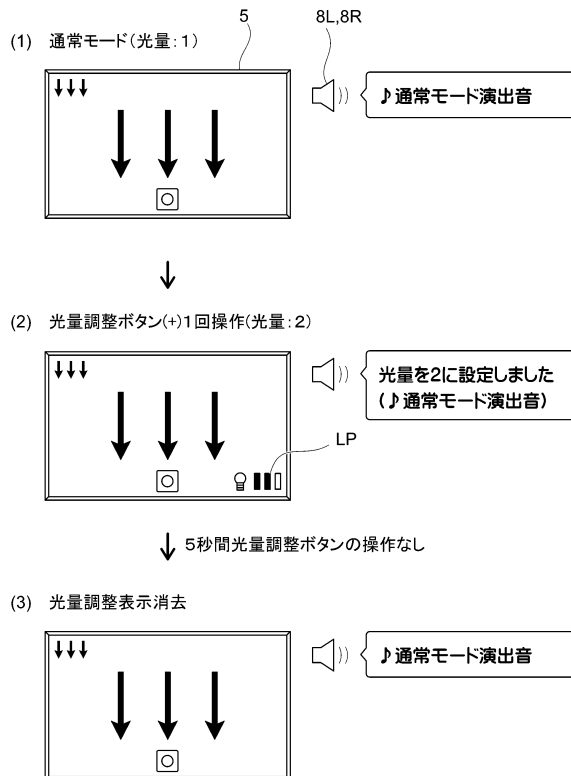 5
8L,8R
(1) 通常モード(光量:1)
♪通常モード演出音
(2) 光量調整ボタン(+)1回操作(光量:2)
光量を2に設定しました
(♪通常モード演出音)
LP
5秒間光量調整ボタンの操作なし
(3) 光量調整表示消去
♪通常モード演出音